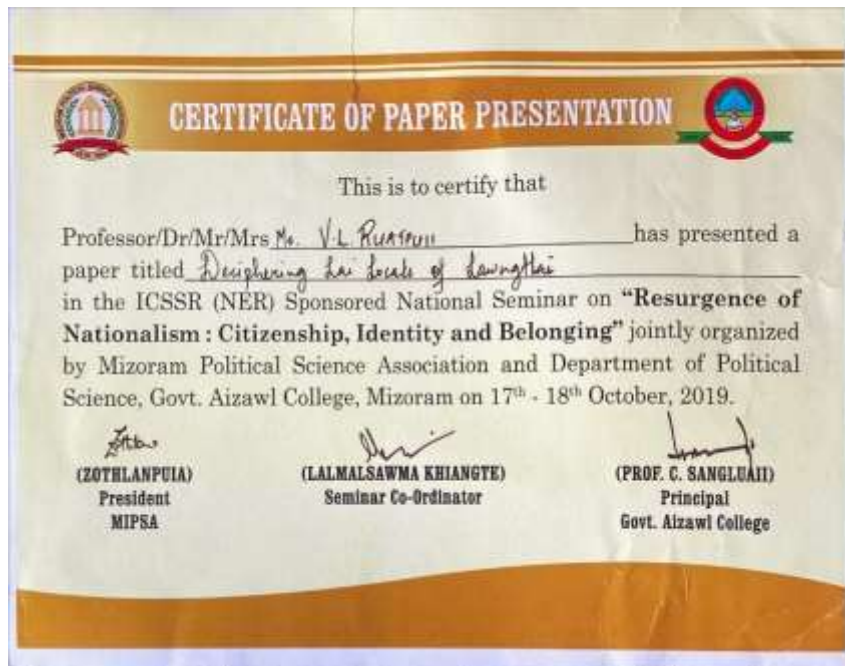 CERTIFICATE OF PAPER PRESENTATION
This is to certify that
Professor/Dr/Mr/Mrs Ms. V.L. RUATPUII has presented a
paper titled Deciphering Lai Locale of Lawngtlai
in the ICSSR (NER) Sponsored National Seminar on “Resurgence of
Nationalism : Citizenship, Identity and Belonging” jointly organized
by Mizoram Political Science Association and Department of Political
Science, Govt. Aizawl College, Mizoram on 17th - 18th October, 2019.
(ZOTHLANPUIA) (LALMALSAWMA KHIANGTE) (PROF. C. SANGLUAII)
President Seminar Co-Ordinator Principal
MIPSA Govt. Aizawl College